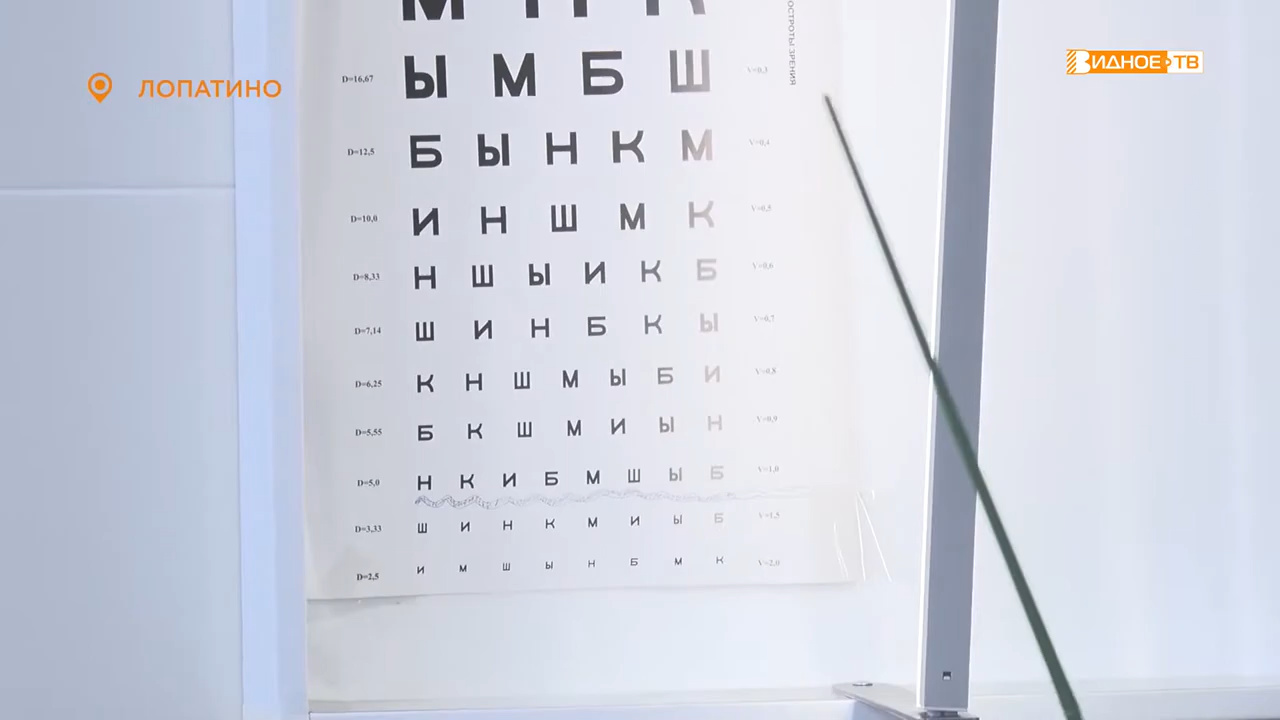 М Н К
ОСТРОТЫ ЗРЕНИЯ
D=16,67 Ы М Б Ш V=0,3
ЛОПАТИНО
ВИДНОЕ ТВ
D=12,5 Б Ы Н К М V=0,4
D=10,0 И Н Ш М К V=0,5
D=8,33 Н Ш Ы И К Б V=0,6
D=7,14 Ш И Н Б К Ы V=0,7
D=6,25 К Н Ш М Ы Б И V=0,8
D=5,55 Б К Ш М И Ы Н V=0,9
D=5,0 Н К И Б М Ш Ы Б V=1,0
D=3,33 Ш И Н К М И Ы Б V=1,5
D=2,5 И М Ш Ы Н Б М К V=2,0